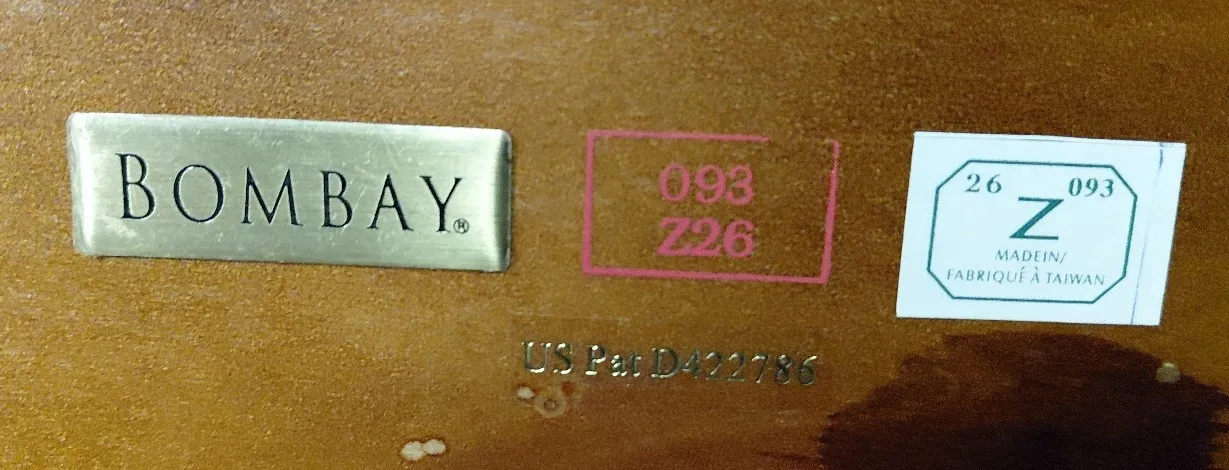 BOMBAY®
093
Z26
26 093
Z
MADEIN/
FABRIQUÉ À TAIWAN
US Pat D422786